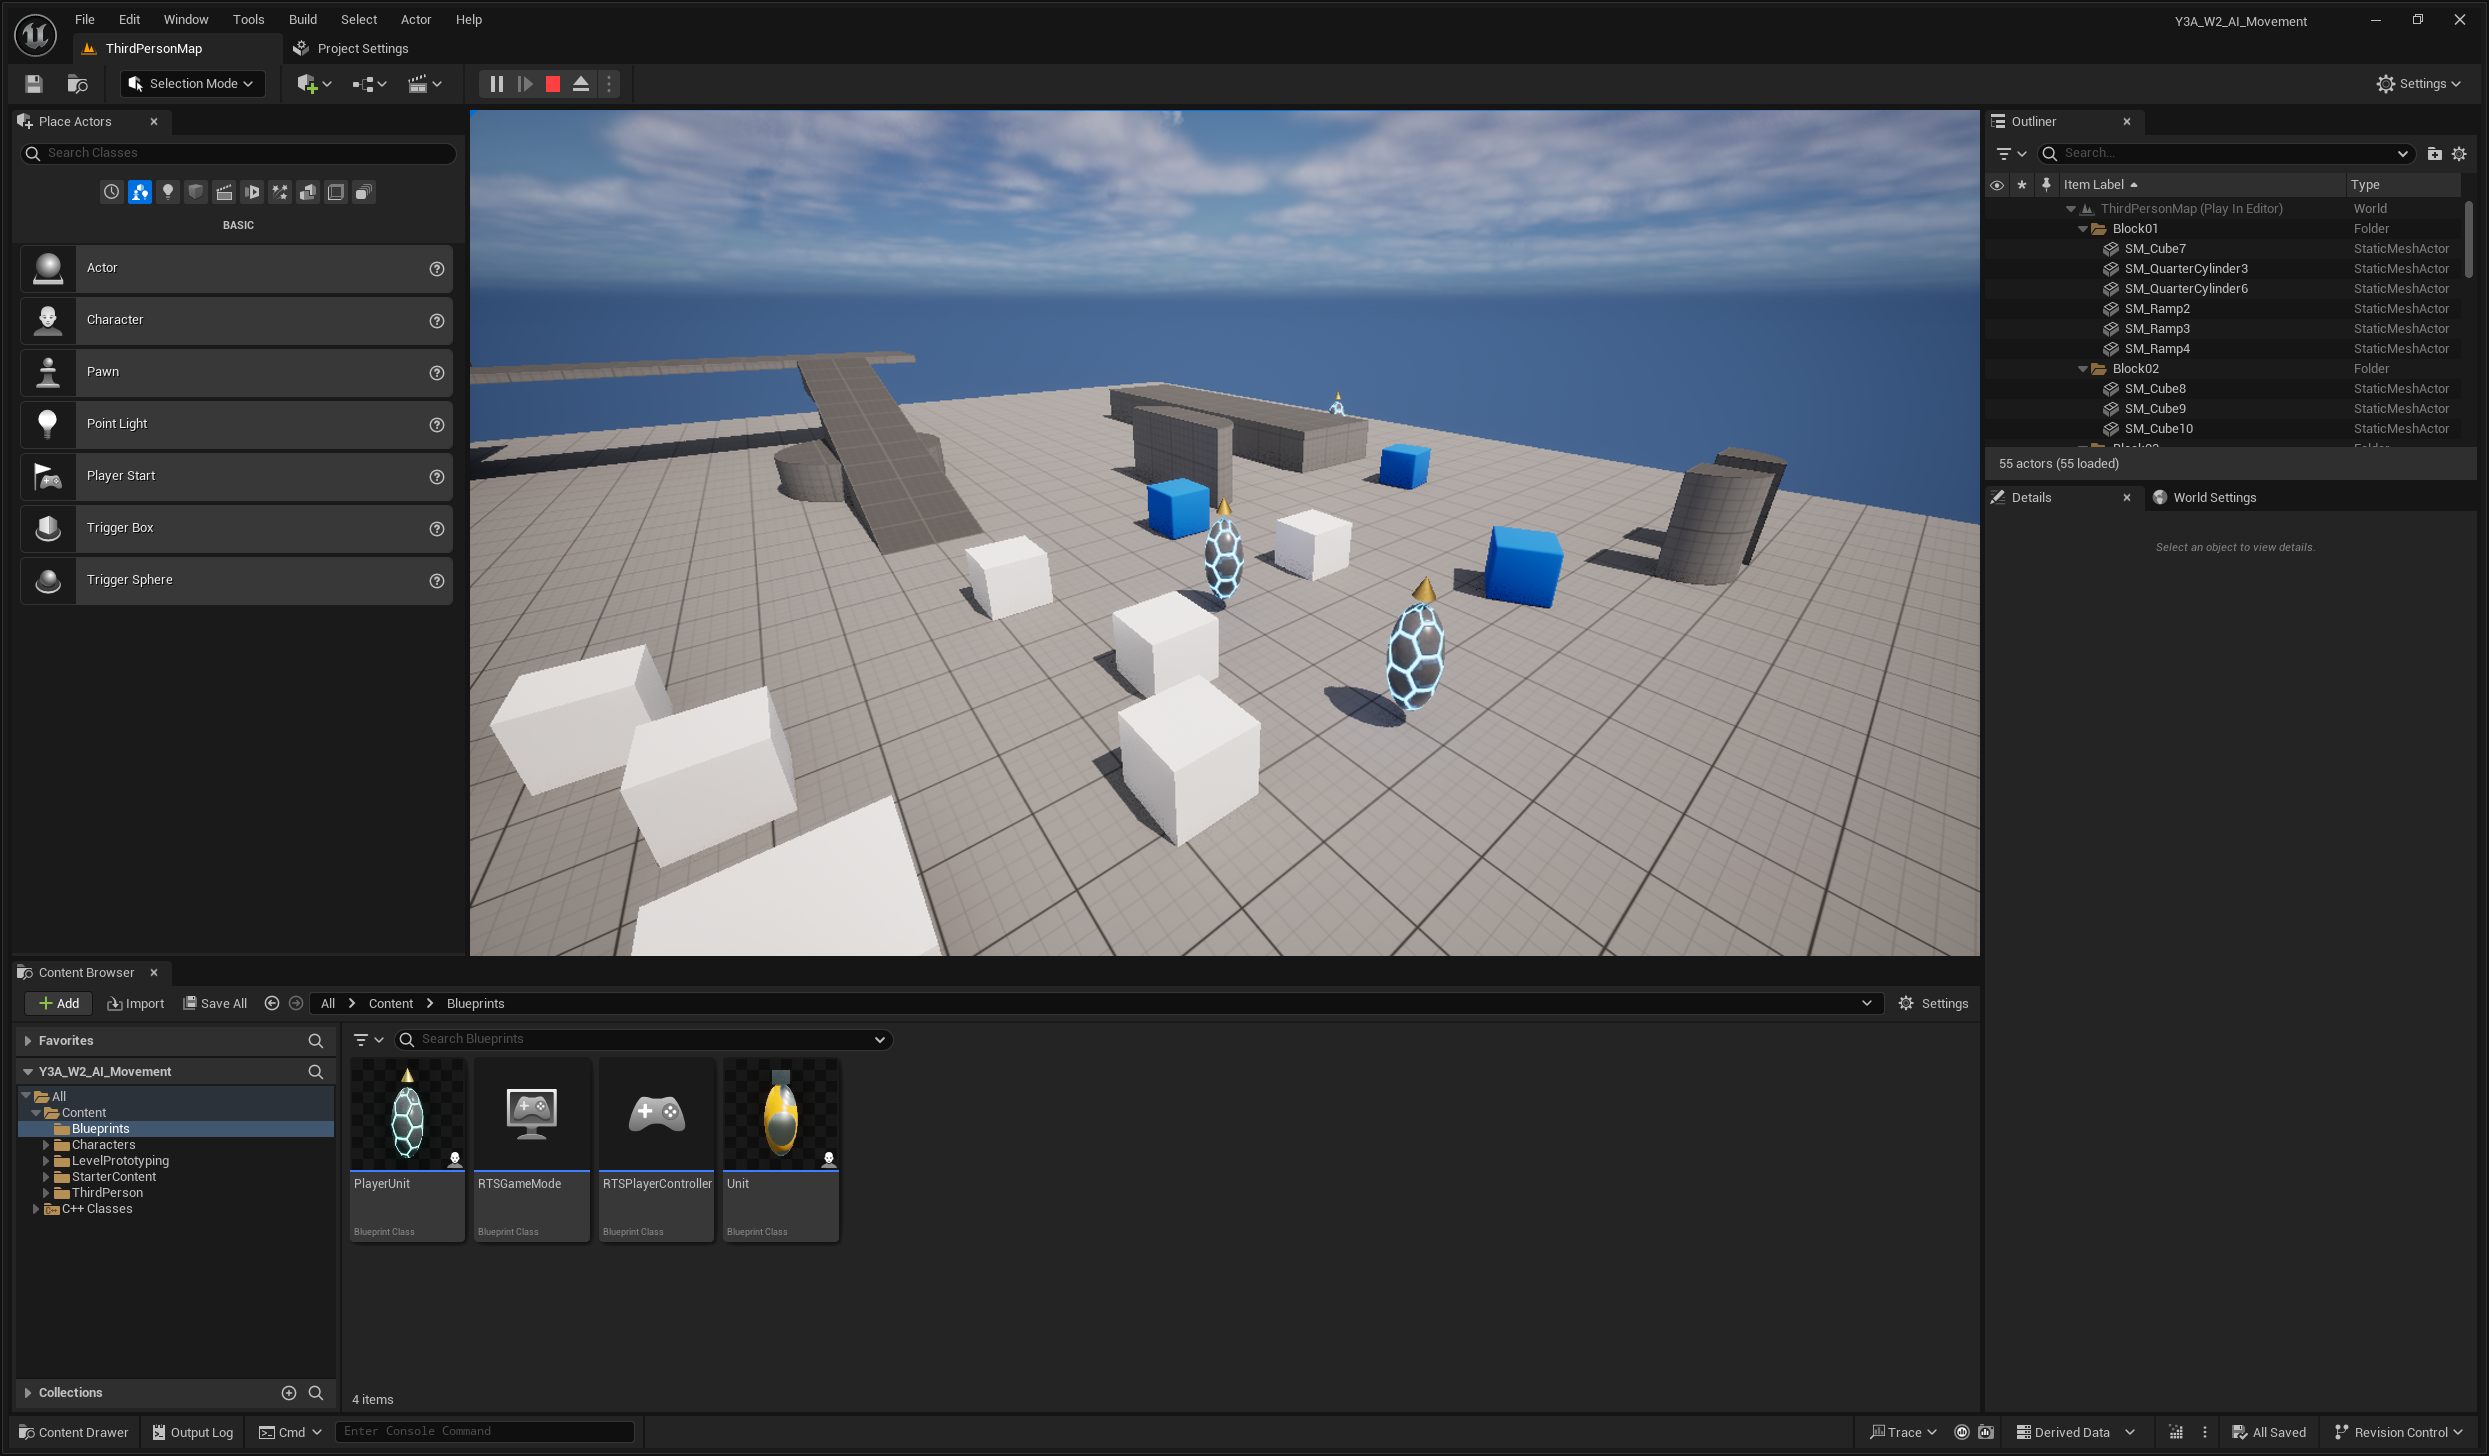 File Edit Window Tools Build Select Actor Help
Y3A_W2_AI_Movement
ThirdPersonMap
Project Settings
Selection Mode
Settings
Place Actors
Search Classes
BASIC
Actor
Character
Pawn
Point Light
Player Start
Trigger Box
Trigger Sphere
Outliner
Search...
Item Label Type
ThirdPersonMap (Play In Editor) World
Block01 Folder
SM_Cube7 StaticMeshActor
SM_QuarterCylinder3 StaticMeshActor
SM_QuarterCylinder6 StaticMeshActor
SM_Ramp2 StaticMeshActor
SM_Ramp3 StaticMeshActor
SM_Ramp4 StaticMeshActor
Block02 Folder
SM_Cube8 StaticMeshActor
SM_Cube9 StaticMeshActor
SM_Cube10 StaticMeshActor
55 actors (55 loaded)
Details
World Settings
Select an object to view details.
Content Browser
Add Import Save All All Content Blueprints Settings
Favorites
Search Blueprints
Y3A_W2_AI_Movement
All
Content
Blueprints
Characters
LevelPrototyping
StarterContent
ThirdPerson
C++ Classes
Collections
PlayerUnit
Blueprint Class
RTSGameMode
Blueprint Class
RTSPlayerController
Blueprint Class
Unit
Blueprint Class
4 items
Content Drawer Output Log Cmd Enter Console Command Trace Derived Data All Saved Revision Control